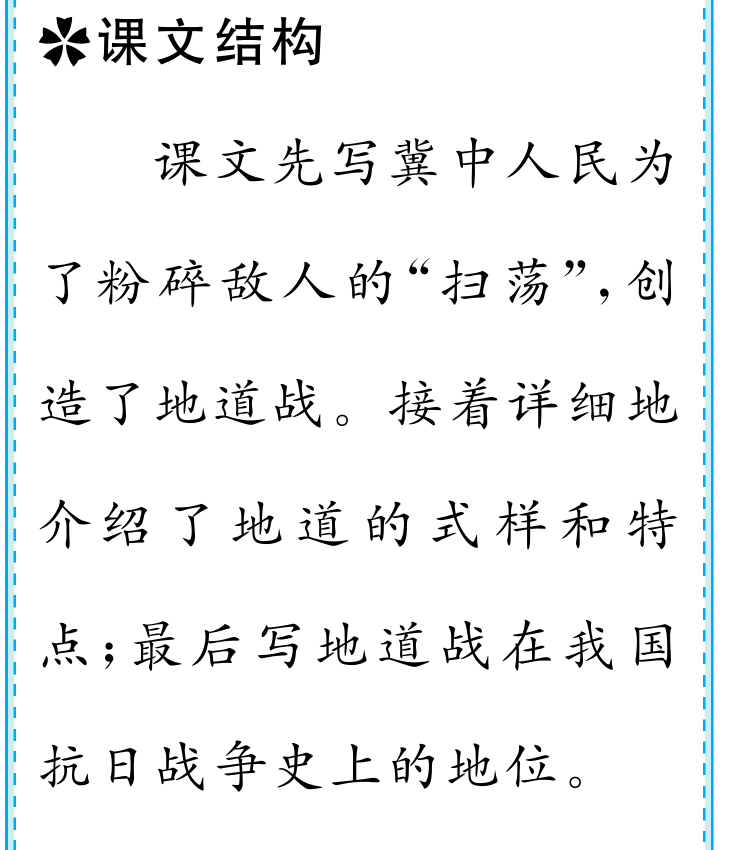 课文结构
课文先写冀中人民为
了粉碎敌人的“扫荡”,创
造了地道战。接着详细地
介绍了地道的式样和特
点;最后写地道战在我国
抗日战争史上的地位。